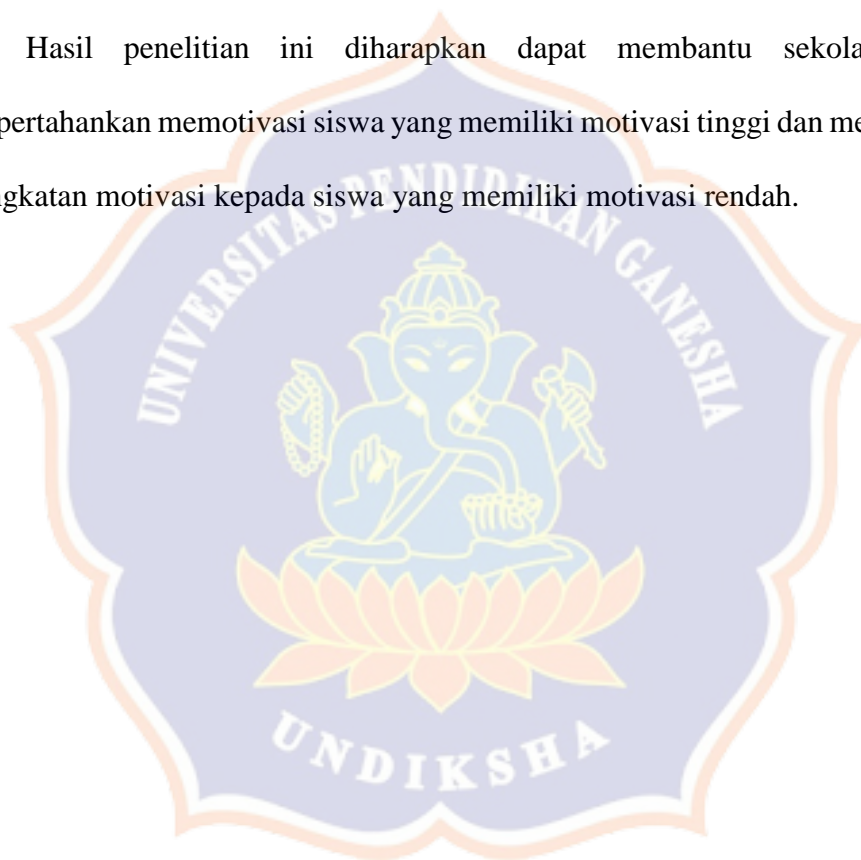 Hasil penelitian ini diharapkan dapat membantu sekola
pertahankan memotivasi siswa yang memiliki motivasi tinggi dan me
ngkatan motivasi kepada siswa yang memiliki motivasi rendah.
UNIVERSITAS PENDIDIKAN GANESHA
UNDIKSHA